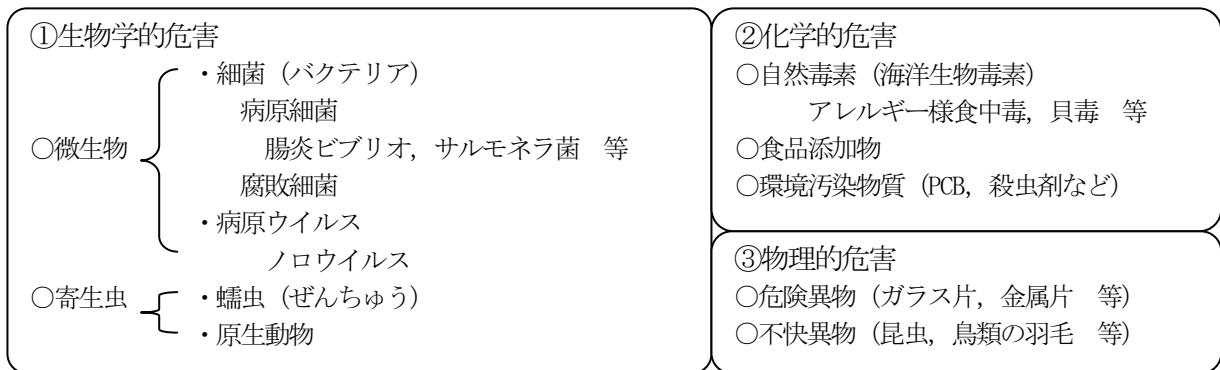 ①生物学的危害
・細菌（バクテリア）
病原細菌
○微生物　腸炎ビブリオ，サルモネラ菌　等
腐敗細菌
・病原ウイルス
ノロウイルス
○寄生虫　・蠕虫（ぜんちゅう）
・原生動物
②化学的危害
○自然毒素（海洋生物毒素）
アレルギー様食中毒，貝毒　等
○食品添加物
○環境汚染物質（PCB，殺虫剤など）
③物理的危害
○危険異物（ガラス片，金属片　等）
○不快異物（昆虫，鳥類の羽毛　等）